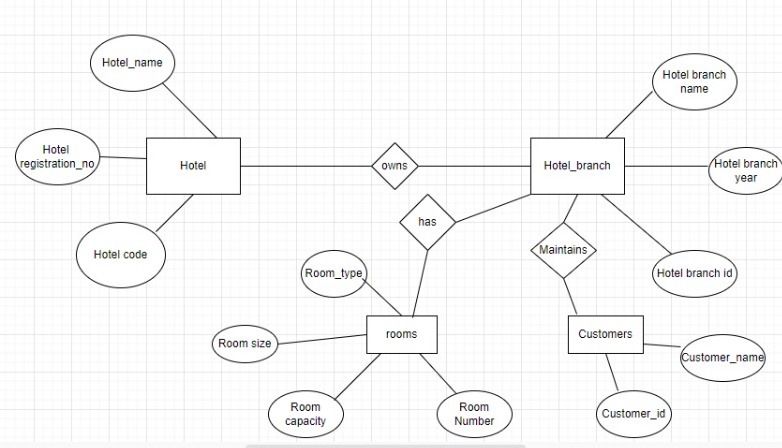 Hotel_name
Hotel branch
name
Hotel
registration_no
Hotel
owns
Hotel_branch
Hotel branch
year
has
Hotel code
Maintains
Room_type
Hotel branch id
Room size
rooms
Customers
Customer_name
Room
capacity
Room
Number
Customer_id